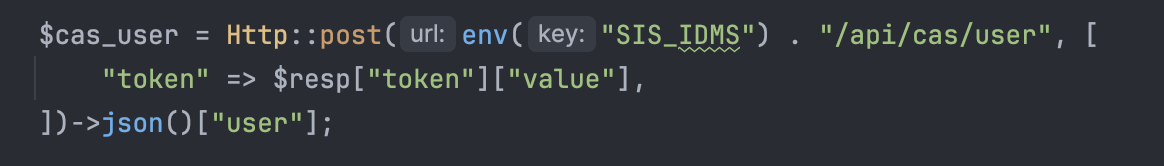 $cas_user = Http::post( url: env( key: "SIS_IDMS") . "/api/cas/user", [
"token" => $resp["token"]["value"],
])->json()["user"];